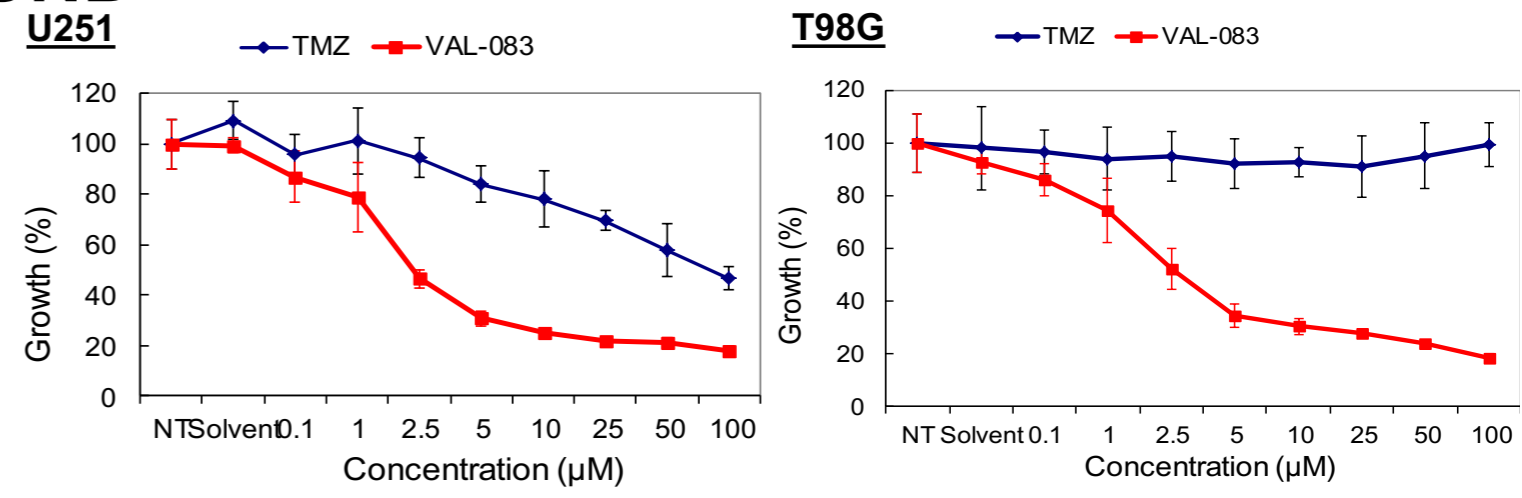 U251
TMZ VAL-083
Growth (%)
120
100
80
60
40
20
0
NT Solvent 0.1 1 2.5 5 10 25 50 100
Concentration (µM)
T98G
TMZ VAL-083
Growth (%)
120
100
80
60
40
20
0
NT Solvent 0.1 1 2.5 5 10 25 50 100
Concentration (µM)